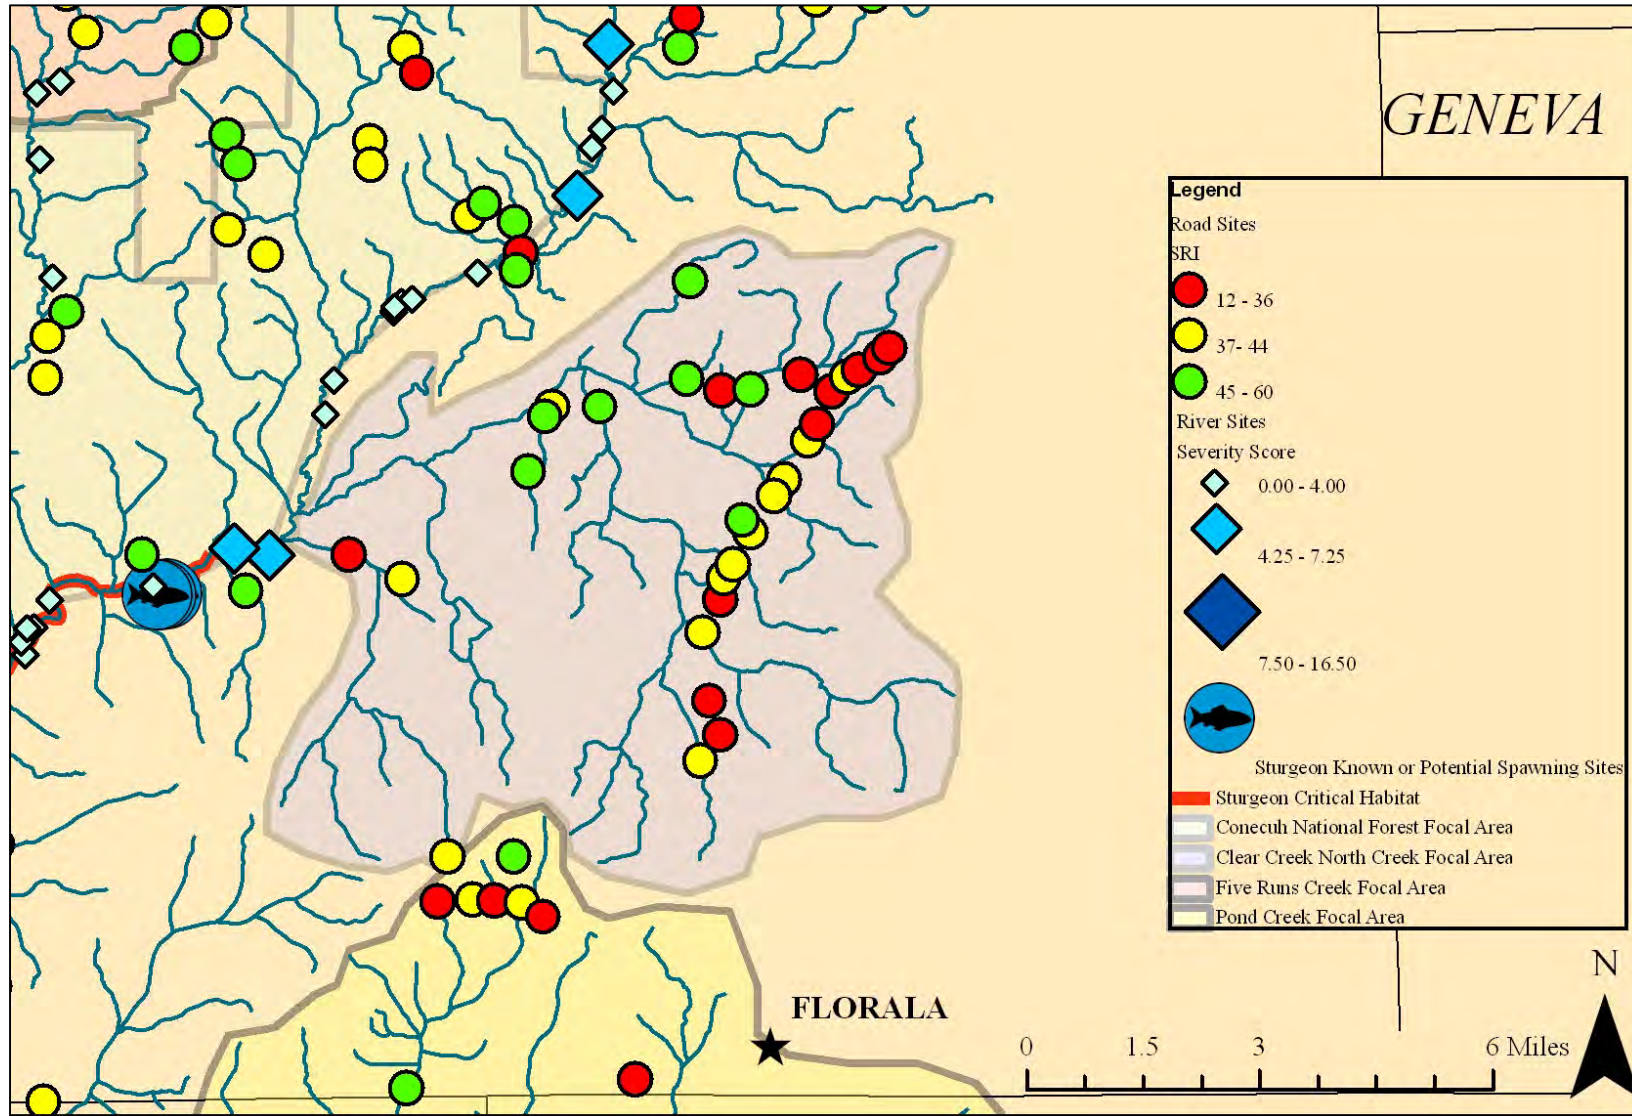 GENEVA
Legend
Road Sites
SRI
12 - 36
37- 44
45 - 60
River Sites
Severity Score
0.00 - 4.00
4.25 - 7.25
7.50 - 16.50
Sturgeon Known or Potential Spawning Sites
Sturgeon Critical Habitat
Conecuh National Forest Focal Area
Clear Creek North Creek Focal Area
Five Runs Creek Focal Area
Pond Creek Focal Area
N
FLORALA
0 1.5 3 6 Miles